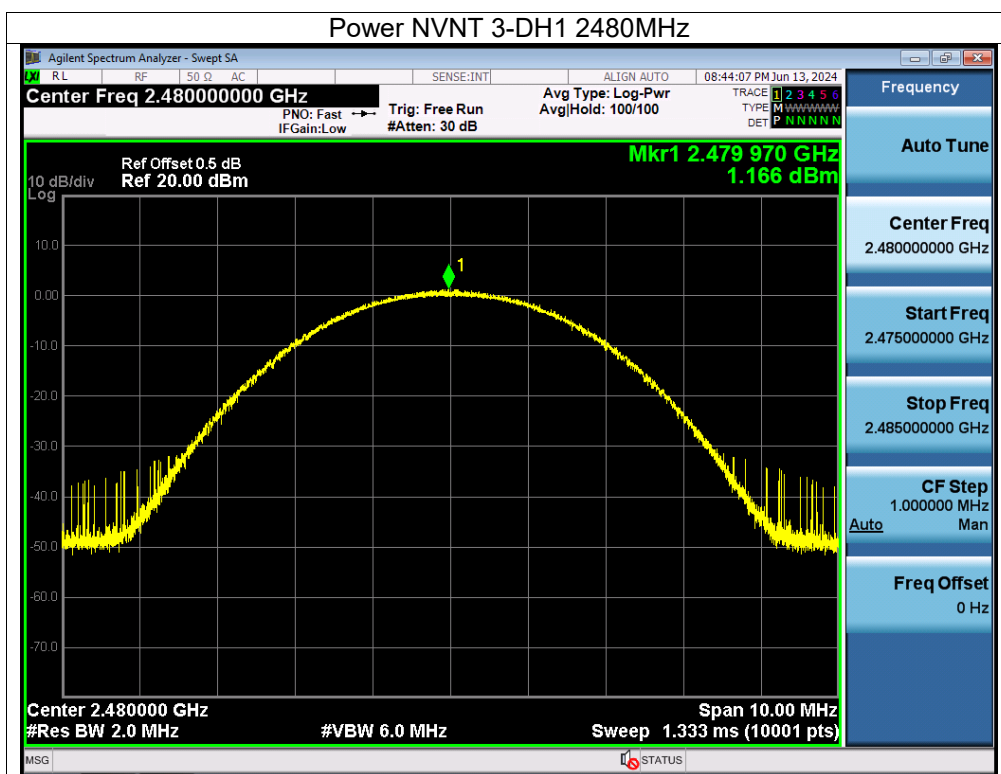 Power NVNT 3-DH1 2480MHz
Agilent Spectrum Analyzer - Swept SA
LXI RL RF 50 Ω AC SENSE:INT ALIGN AUTO 08:44:07 PM Jun 13, 2024
Center Freq 2.480000000 GHz
PNO: Fast
IFGain:Low
Trig: Free Run
#Atten: 30 dB
Avg Type: Log-Pwr
Avg|Hold: 100/100
TRACE 1 2 3 4 5 6
TYPE M W W W W W
DET P N N N N N
Mkr1 2.479 970 GHz
1.166 dBm
Ref Offset 0.5 dB
10 dB/div Ref 20.00 dBm
Log
10.0
0.00
-10.0
-20.0
-30.0
-40.0
-50.0
-60.0
-70.0
1
Center 2.480000 GHz Span 10.00 MHz
#Res BW 2.0 MHz #VBW 6.0 MHz Sweep 1.333 ms (10001 pts)
MSG STATUS
Frequency
Auto Tune
Center Freq
2.480000000 GHz
Start Freq
2.475000000 GHz
Stop Freq
2.485000000 GHz
CF Step
1.000000 MHz
Auto Man
Freq Offset
0 Hz